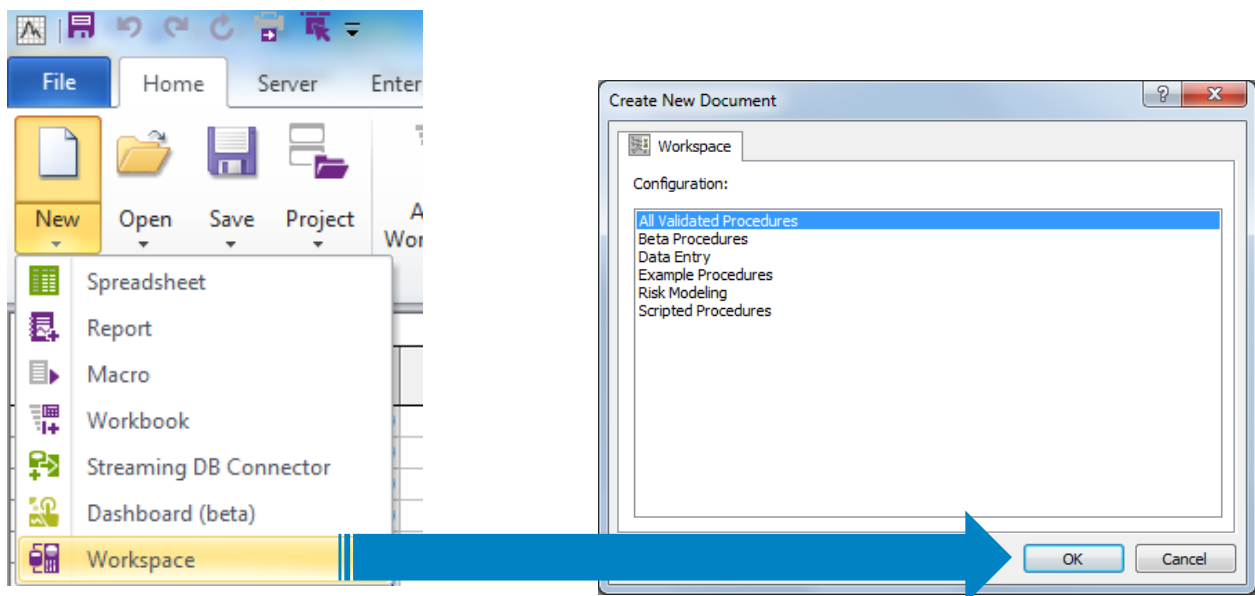 File Home Server Enter
New Open Save Project A
Wor
Spreadsheet
Report
Macro
Workbook
Streaming DB Connector
Dashboard (beta)
Workspace
Create New Document
Workspace
Configuration:
All Validated Procedures
Beta Procedures
Data Entry
Example Procedures
Risk Modeling
Scripted Procedures
OK Cancel